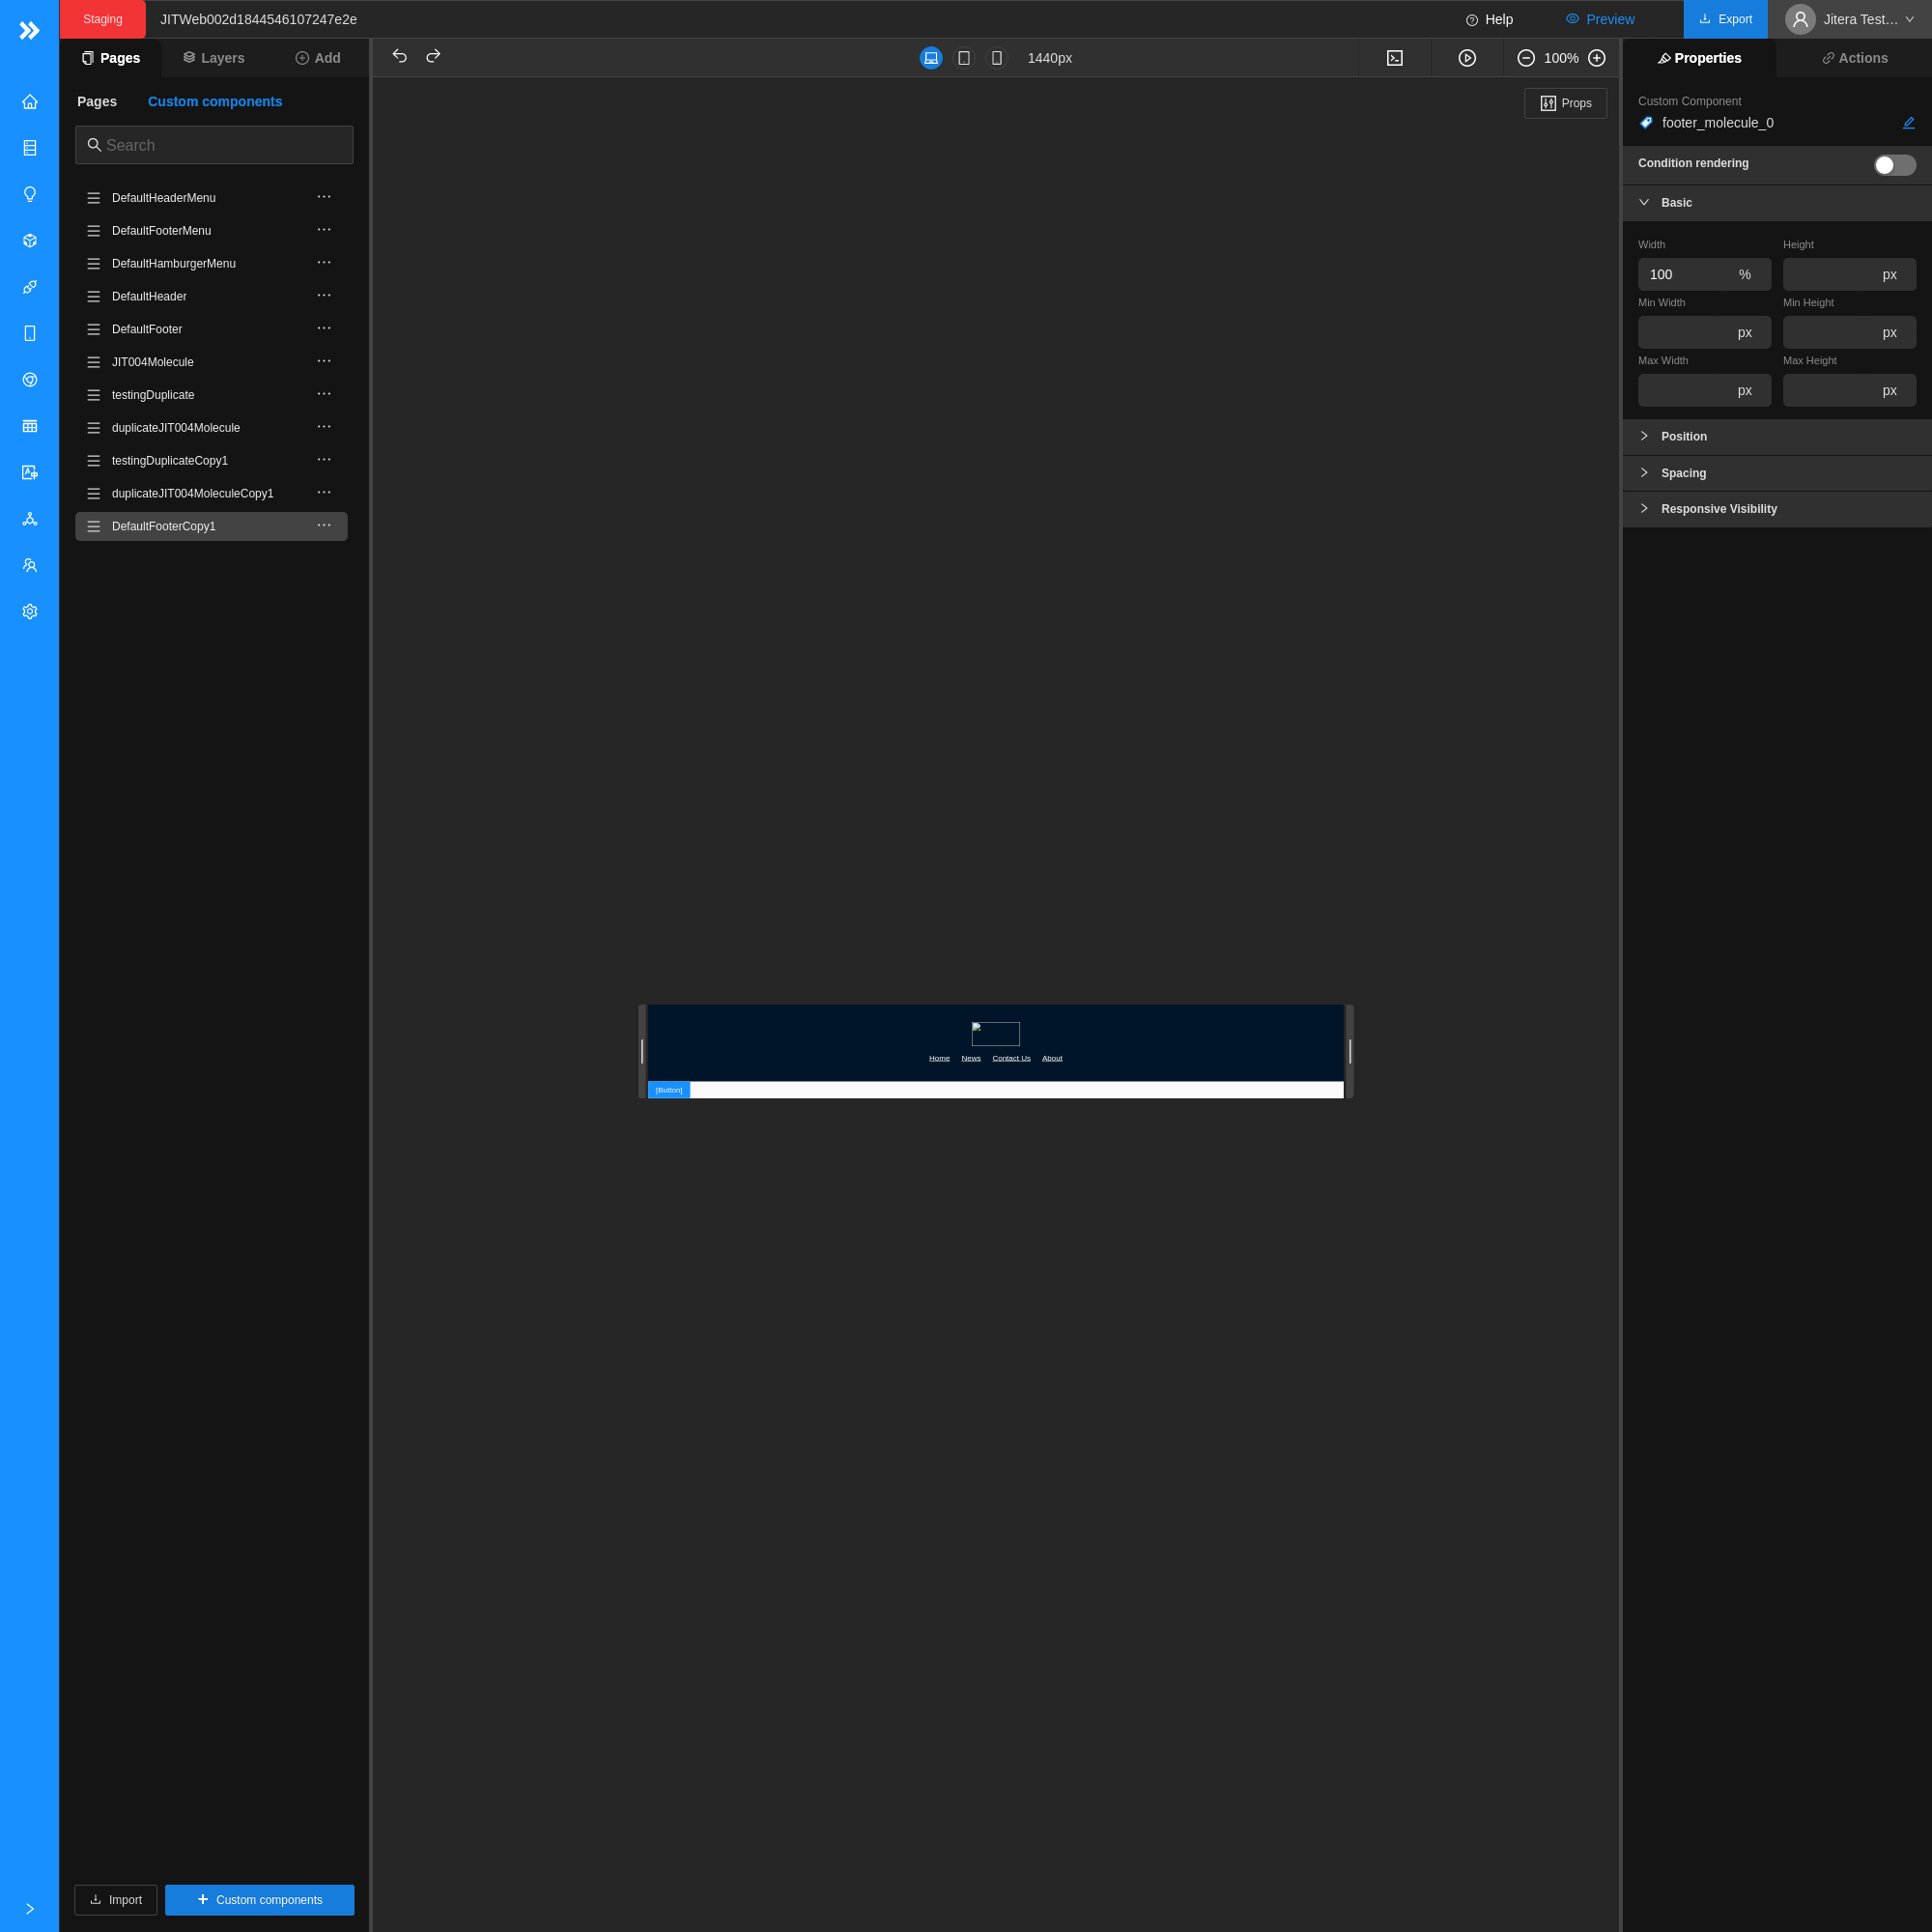 Staging
JITWeb002d1844546107247e2e
Help
Preview
Export
Jitera Test…
Pages
Layers
Add
1440px
100%
Properties
Actions
Pages
Custom components
Search
DefaultHeaderMenu
DefaultFooterMenu
DefaultHamburgerMenu
DefaultHeader
DefaultFooter
JIT004Molecule
testingDuplicate
duplicateJIT004Molecule
testingDuplicateCopy1
duplicateJIT004MoleculeCopy1
DefaultFooterCopy1
Import
Custom components
Props
Home News Contact Us About
[Button]
Custom Component
footer_molecule_0
Condition rendering
Basic
Width Height
100 % px
Min Width Min Height
px px
Max Width Max Height
px px
Position
Spacing
Responsive Visibility